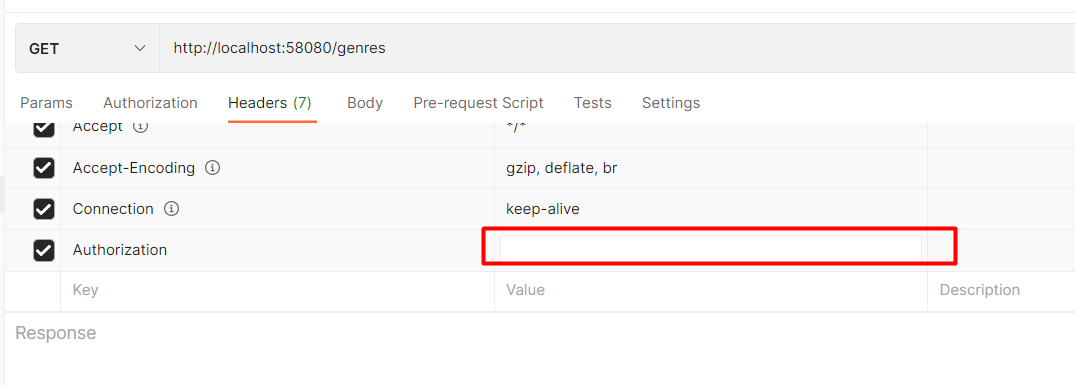 GET http://localhost:58080/genres
Params Authorization Headers (7) Body Pre-request Script Tests Settings
Accept */*
Accept-Encoding gzip, deflate, br
Connection keep-alive
Authorization
Key Value Description
Response